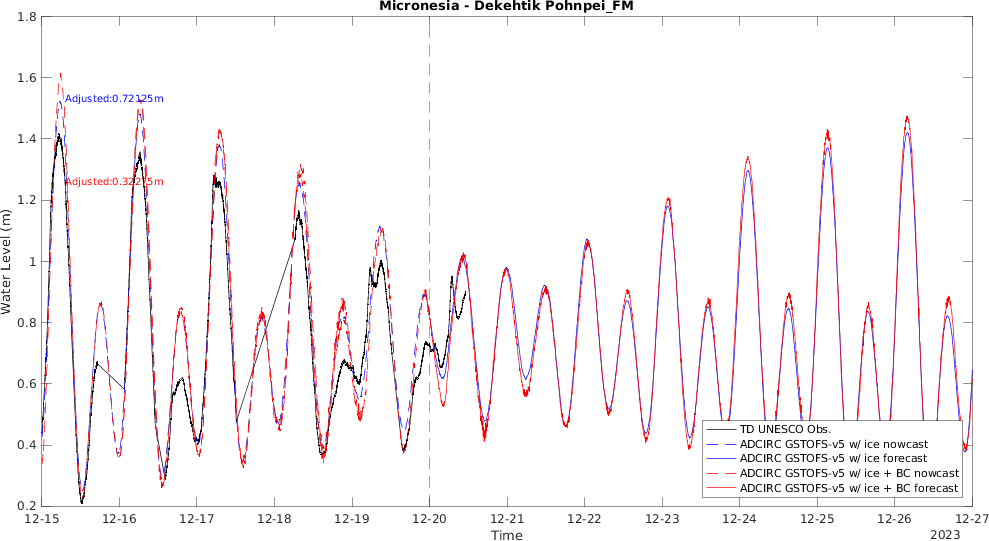 Micronesia - Dekehtik Pohnpei_FM
1.8
1.6
1.4
1.2
1
0.8
0.6
0.4
0.2
Water Level (m)
Adjusted:0.72125m
Adjusted:0.32275m
TD UNESCO Obs.
ADCIRC GSTOFS-v5 w/ ice nowcast
ADCIRC GSTOFS-v5 w/ ice forecast
ADCIRC GSTOFS-v5 w/ ice + BC nowcast
ADCIRC GSTOFS-v5 w/ ice + BC forecast
12-15 12-16 12-17 12-18 12-19 12-20 12-21 12-22 12-23 12-24 12-25 12-26 12-27
Time
2023